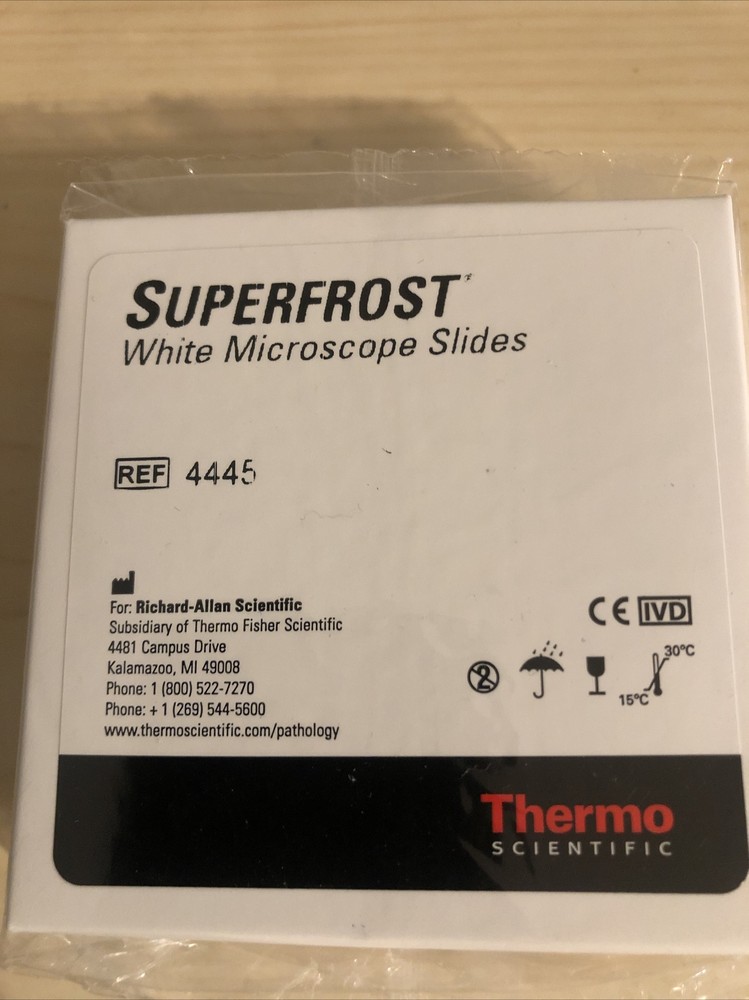 SUPERFROST
White Microscope Slides
REF 4445
For: Richard-Allan Scientific
Subsidiary of Thermo Fisher Scientific
4481 Campus Drive
Kalamazoo, MI 49008
Phone: 1 (800) 522-7270
Phone: + 1 (269) 544-5600
www.thermoscientific.com/pathology
CE IVD
2
30°C
15°C
Thermo
SCIENTIFIC